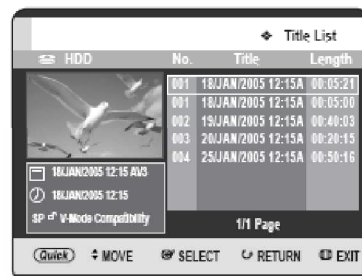 Title List
HDD No. Title Length
001 18/JAN/2005 12:15A 00:05:21
001 18/JAN/2005 12:15A 00:05:00
002 19/JAN/2005 12:15A 00:40:03
003 20/JAN/2005 12:15A 00:20:15
004 25/JAN/2005 12:15A 00:50:16
18/JAN/2005 12:15 AV3
18/JAN/2005 12:15
SP V-Mode Compatibility
1/1 Page
Quick MOVE SELECT RETURN EXIT